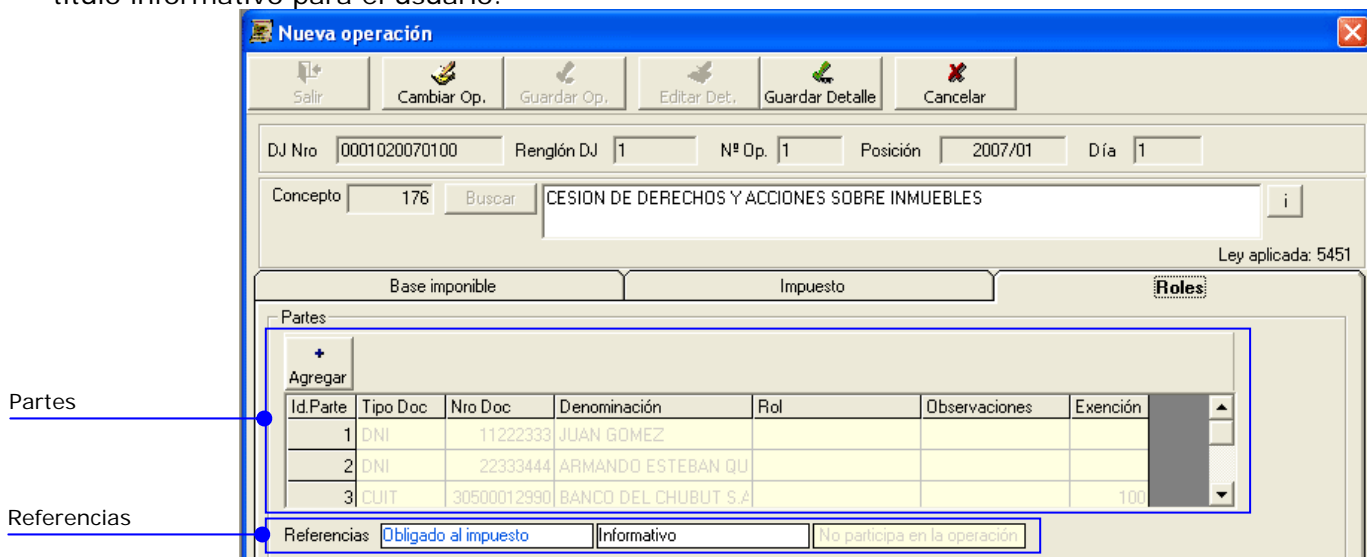 título informativo para el usuario.
Nueva operación
Salir Cambiar Op. Guardar Op. Editar Det. Guardar Detalle Cancelar
DJ Nro 0001020070100 Renglón DJ 1 Nº Op. 1 Posición 2007/01 Día 1
Concepto 176 Buscar CESION DE DERECHOS Y ACCIONES SOBRE INMUEBLES i
Ley aplicada: 5451
Base imponible Impuesto Roles
Partes
+
Agregar
Partes
Id.Parte Tipo Doc Nro Doc Denominación Rol Observaciones Exención
1 DNI 11222333 JUAN GOMEZ
2 DNI 22333444 ARMANDO ESTEBAN QU
3 CUIT 30500012990 BANCO DEL CHUBUT S.A 100
Referencias
Referencias Obligado al impuesto Informativo No participa en la operación